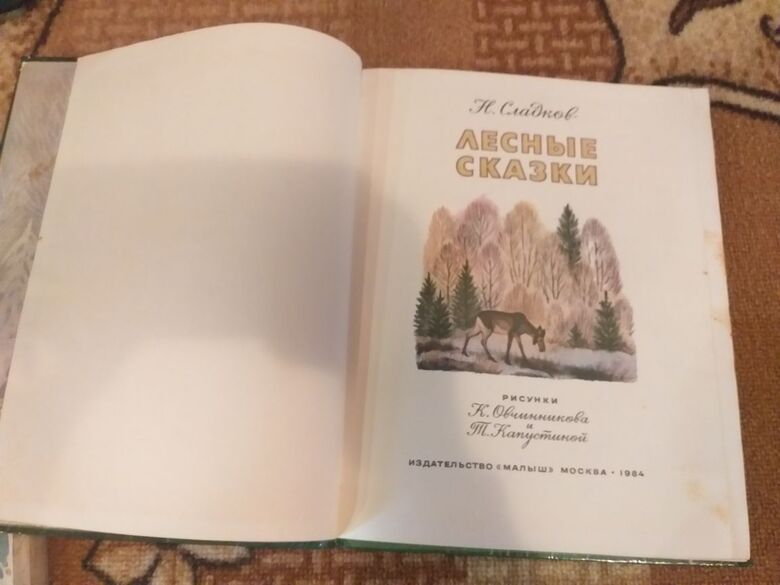 Н. Сладков
ЛЕСНЫЕ
СКАЗКИ
РИСУНКИ
К. Овчинникова
и
Т. Капустиной
ИЗДАТЕЛЬСТВО «МАЛЫШ» МОСКВА • 1984